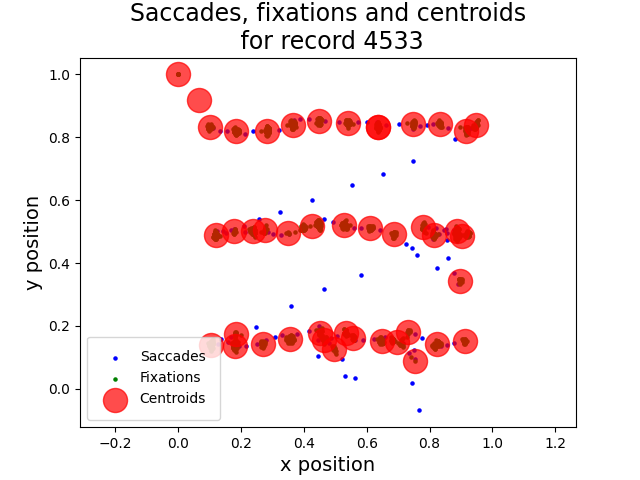 Saccades, fixations and centroids
for record 4533
y position
1.0
0.8
0.6
0.4
0.2
0.0
Saccades
Fixations
Centroids
−0.2
0.0
0.2
0.4
0.6
0.8
1.0
1.2
x position